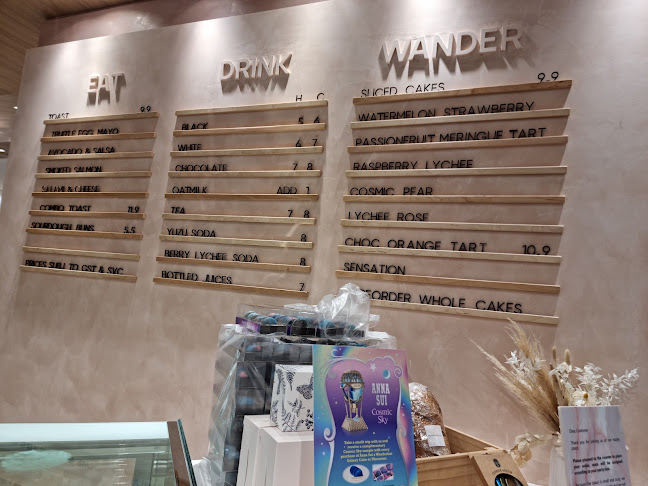 EAT
TOAST 9.9
TRUFFLE EGG MAYO
AVOCADO & SALSA
SMOKED SALMON
SALAMI & CHEESE
COMBO TOAST 11.9
SOURDOUGH BUNS 5.5
PRICES SUBJ TO GST & SVC
DRINK
H C
BLACK 5 6
WHITE 6 7
CHOCOLATE 7 8
OATMILK ADD 1
TEA 7 8
YUZU SODA 8
BERRY LYCHEE SODA 8
BOTTLED JUICES 7
WANDER
SLICED CAKES 9.9
WATERMELON STRAWBERRY
PASSIONFRUIT MERINGUE TART
RASPBERRY LYCHEE
COSMIC PEAR
LYCHEE ROSE
CHOC ORANGE TART 10.9
SENSATION
PREORDER WHOLE CAKES
ANNA
SUI
Cosmic
Sky